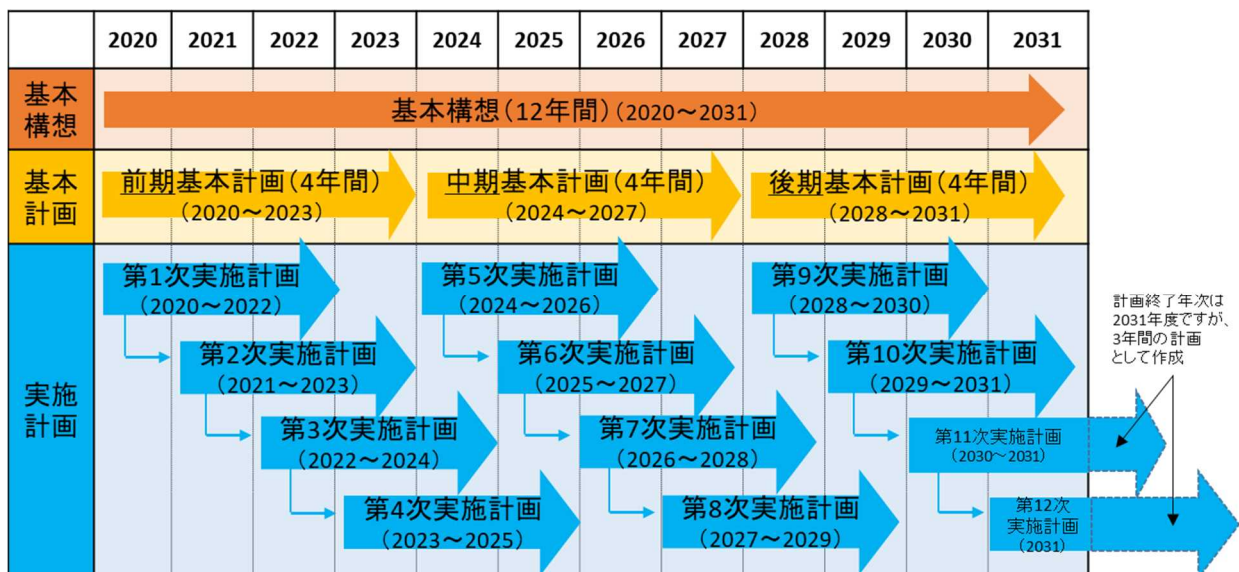 2020 2021 2022 2023 2024 2025 2026 2027 2028 2029 2030 2031
基本
構想
基本構想(12年間)(2020～2031)
基本
計画
前期基本計画(4年間)
(2020～2023)
中期基本計画(4年間)
(2024～2027)
後期基本計画(4年間)
(2028～2031)
実施
計画
第1次実施計画
(2020～2022)
第5次実施計画
(2024～2026)
第9次実施計画
(2028～2030)
第2次実施計画
(2021～2023)
第6次実施計画
(2025～2027)
第10次実施計画
(2029～2031)
第3次実施計画
(2022～2024)
第7次実施計画
(2026～2028)
第11次実施計画
(2030～2031)
第4次実施計画
(2023～2025)
第8次実施計画
(2027～2029)
第12次
実施計画
(2031)
計画終了年次は
2031年度ですが、
3年間の計画
として作成